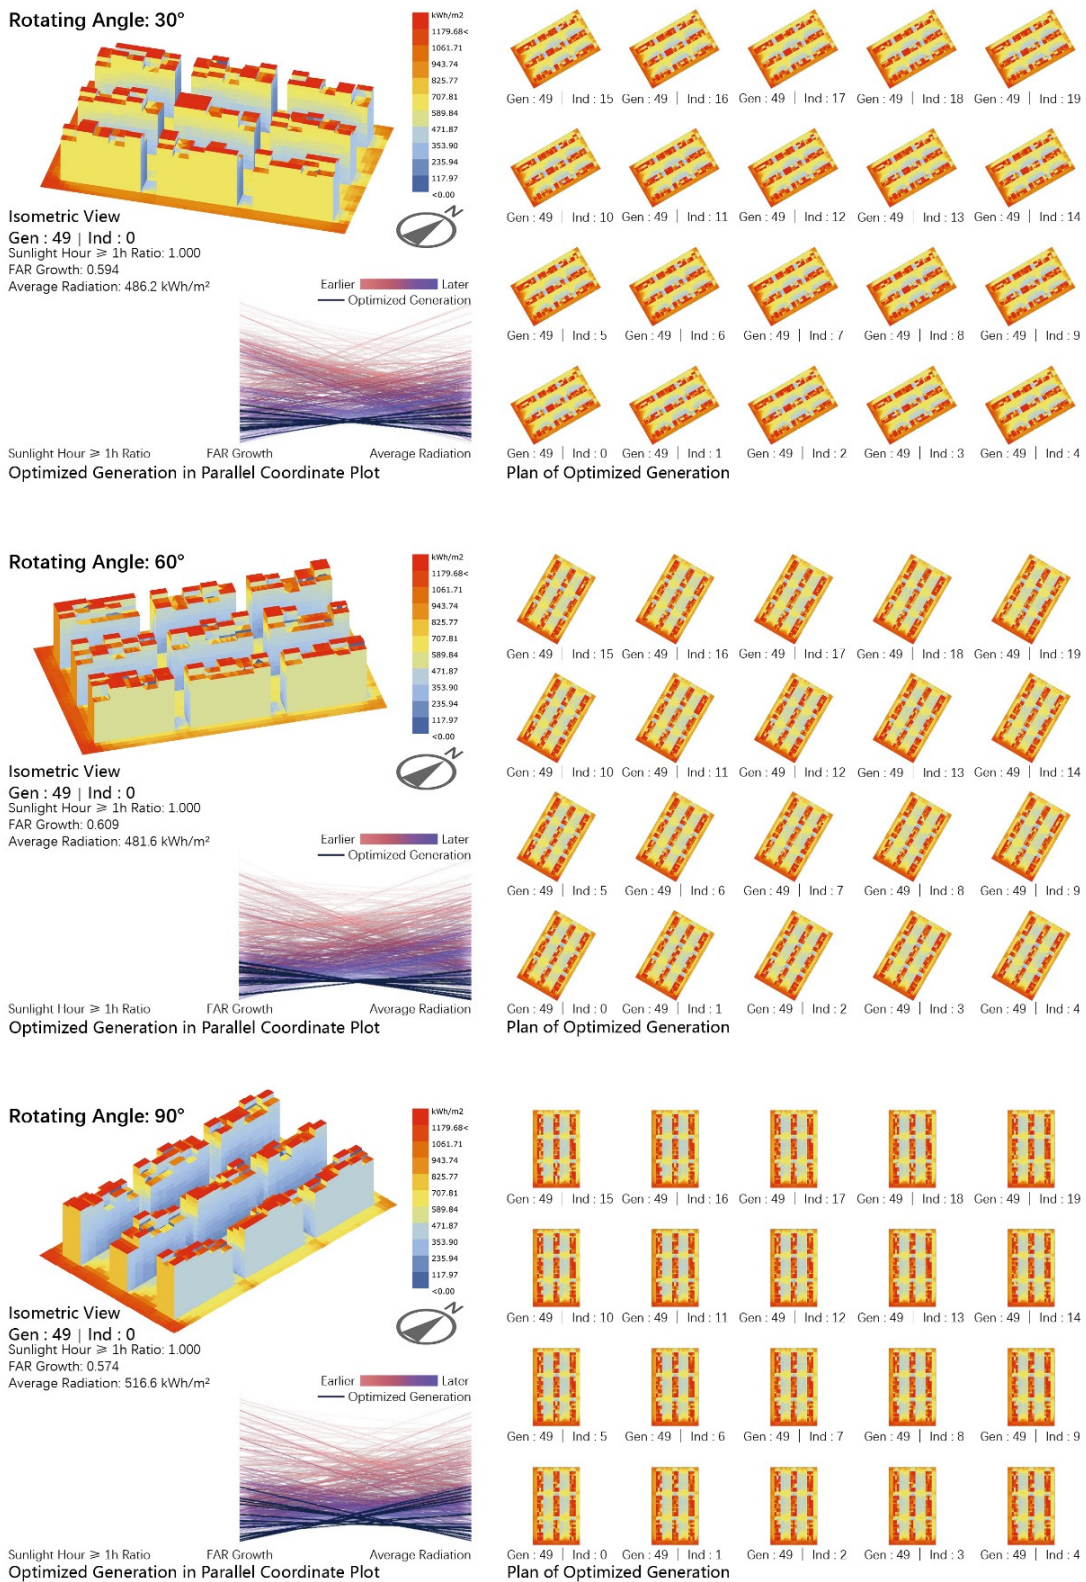 Rotating Angle: 30°
kWh/m2
1179.68<
1061.71
943.74
825.77
707.81
589.84
471.87
353.90
235.94
117.97
<0.00
N
Isometric View
Gen : 49 | Ind : 0
Sunlight Hour ≥ 1h Ratio: 1.000
FAR Growth: 0.594
Average Radiation: 486.2 kWh/m²
Earlier Later
Optimized Generation
Sunlight Hour ≥ 1h Ratio FAR Growth Average Radiation
Optimized Generation in Parallel Coordinate Plot
Gen : 49 | Ind : 15 Gen : 49 | Ind : 16 Gen : 49 | Ind : 17 Gen : 49 | Ind : 18 Gen : 49 | Ind : 19
Gen : 49 | Ind : 10 Gen : 49 | Ind : 11 Gen : 49 | Ind : 12 Gen : 49 | Ind : 13 Gen : 49 | Ind : 14
Gen : 49 | Ind : 5 Gen : 49 | Ind : 6 Gen : 49 | Ind : 7 Gen : 49 | Ind : 8 Gen : 49 | Ind : 9
Gen : 49 | Ind : 0 Gen : 49 | Ind : 1 Gen : 49 | Ind : 2 Gen : 49 | Ind : 3 Gen : 49 | Ind : 4
Plan of Optimized Generation
Rotating Angle: 60°
kWh/m2
1179.68<
1061.71
943.74
825.77
707.81
589.84
471.87
353.90
235.94
117.97
<0.00
N
Isometric View
Gen : 49 | Ind : 0
Sunlight Hour ≥ 1h Ratio: 1.000
FAR Growth: 0.609
Average Radiation: 481.6 kWh/m²
Earlier Later
Optimized Generation
Sunlight Hour ≥ 1h Ratio FAR Growth Average Radiation
Optimized Generation in Parallel Coordinate Plot
Gen : 49 | Ind : 15 Gen : 49 | Ind : 16 Gen : 49 | Ind : 17 Gen : 49 | Ind : 18 Gen : 49 | Ind : 19
Gen : 49 | Ind : 10 Gen : 49 | Ind : 11 Gen : 49 | Ind : 12 Gen : 49 | Ind : 13 Gen : 49 | Ind : 14
Gen : 49 | Ind : 5 Gen : 49 | Ind : 6 Gen : 49 | Ind : 7 Gen : 49 | Ind : 8 Gen : 49 | Ind : 9
Gen : 49 | Ind : 0 Gen : 49 | Ind : 1 Gen : 49 | Ind : 2 Gen : 49 | Ind : 3 Gen : 49 | Ind : 4
Plan of Optimized Generation
Rotating Angle: 90°
kWh/m2
1179.68<
1061.71
943.74
825.77
707.81
589.84
471.87
353.90
235.94
117.97
<0.00
N
Isometric View
Gen : 49 | Ind : 0
Sunlight Hour ≥ 1h Ratio: 1.000
FAR Growth: 0.574
Average Radiation: 516.6 kWh/m²
Earlier Later
Optimized Generation
Sunlight Hour ≥ 1h Ratio FAR Growth Average Radiation
Optimized Generation in Parallel Coordinate Plot
Gen : 49 | Ind : 15 Gen : 49 | Ind : 16 Gen : 49 | Ind : 17 Gen : 49 | Ind : 18 Gen : 49 | Ind : 19
Gen : 49 | Ind : 10 Gen : 49 | Ind : 11 Gen : 49 | Ind : 12 Gen : 49 | Ind : 13 Gen : 49 | Ind : 14
Gen : 49 | Ind : 5 Gen : 49 | Ind : 6 Gen : 49 | Ind : 7 Gen : 49 | Ind : 8 Gen : 49 | Ind : 9
Gen : 49 | Ind : 0 Gen : 49 | Ind : 1 Gen : 49 | Ind : 2 Gen : 49 | Ind : 3 Gen : 49 | Ind : 4
Plan of Optimized Generation